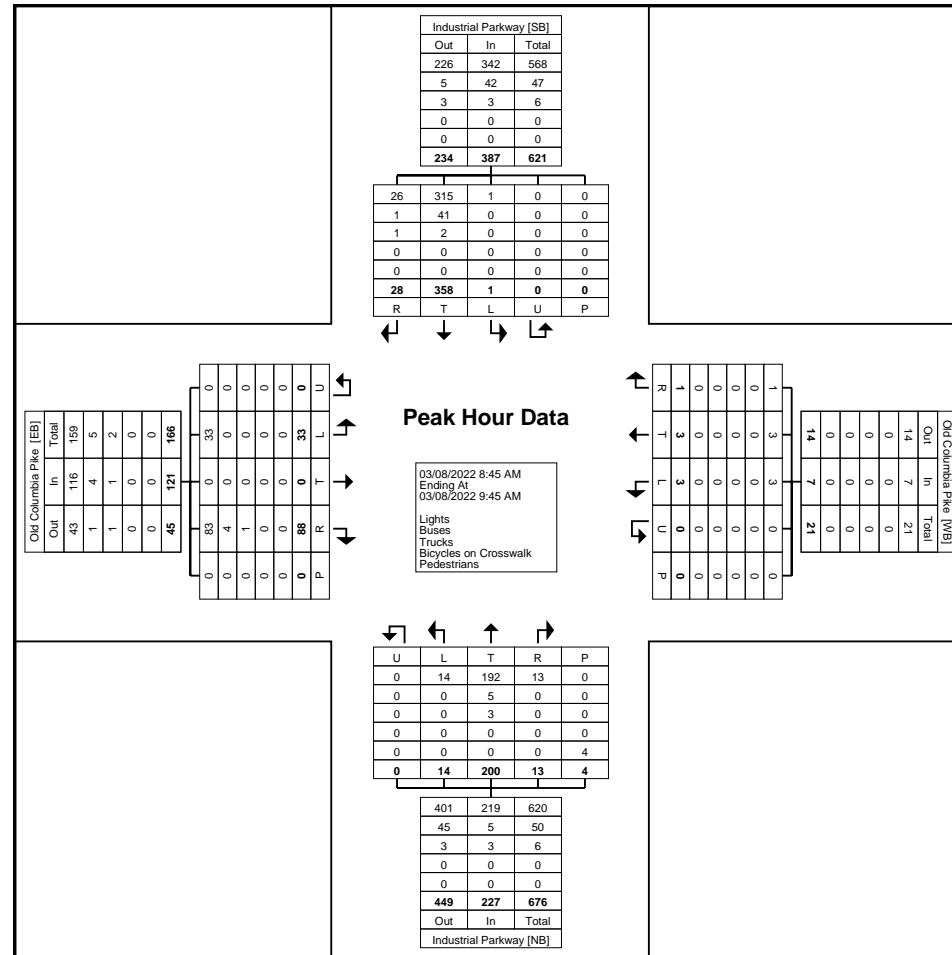 Industrial Parkway [SB]
Out In Total
226 342 568
5 42 47
3 3 6
0 0 0
0 0 0
234 387 621
26 315 1 0 0
1 41 0 0 0
1 2 0 0 0
0 0 0 0 0
0 0 0 0 0
28 358 1 0 0
R T L U P
Old Columbia Pike [EB]
Out In Total
43 116 159
1 4 5
1 1 2
0 0 0
0 0 0
45 121 166
0 33 0 83 0
0 0 0 4 0
0 0 0 1 0
0 0 0 0 0
0 0 0 0 0
0 33 0 88 0
U L T R P
Peak Hour Data
03/08/2022 8:45 AM
Ending At
03/08/2022 9:45 AM
Lights
Buses
Trucks
Bicycles on Crosswalk
Pedestrians
Old Columbia Pike [WB]
Out In Total
14 7 21
0 0 0
0 0 0
0 0 0
0 0 0
14 7 21
1 3 3 0 0
0 0 0 0 0
0 0 0 0 0
0 0 0 0 0
0 0 0 0 0
1 3 3 0 0
R T L U P
U L T R P
0 14 192 13 0
0 0 5 0 0
0 0 3 0 0
0 0 0 0 0
0 0 0 0 4
0 14 200 13 4
401 219 620
45 5 50
3 3 6
0 0 0
0 0 0
449 227 676
Out In Total
Industrial Parkway [NB]